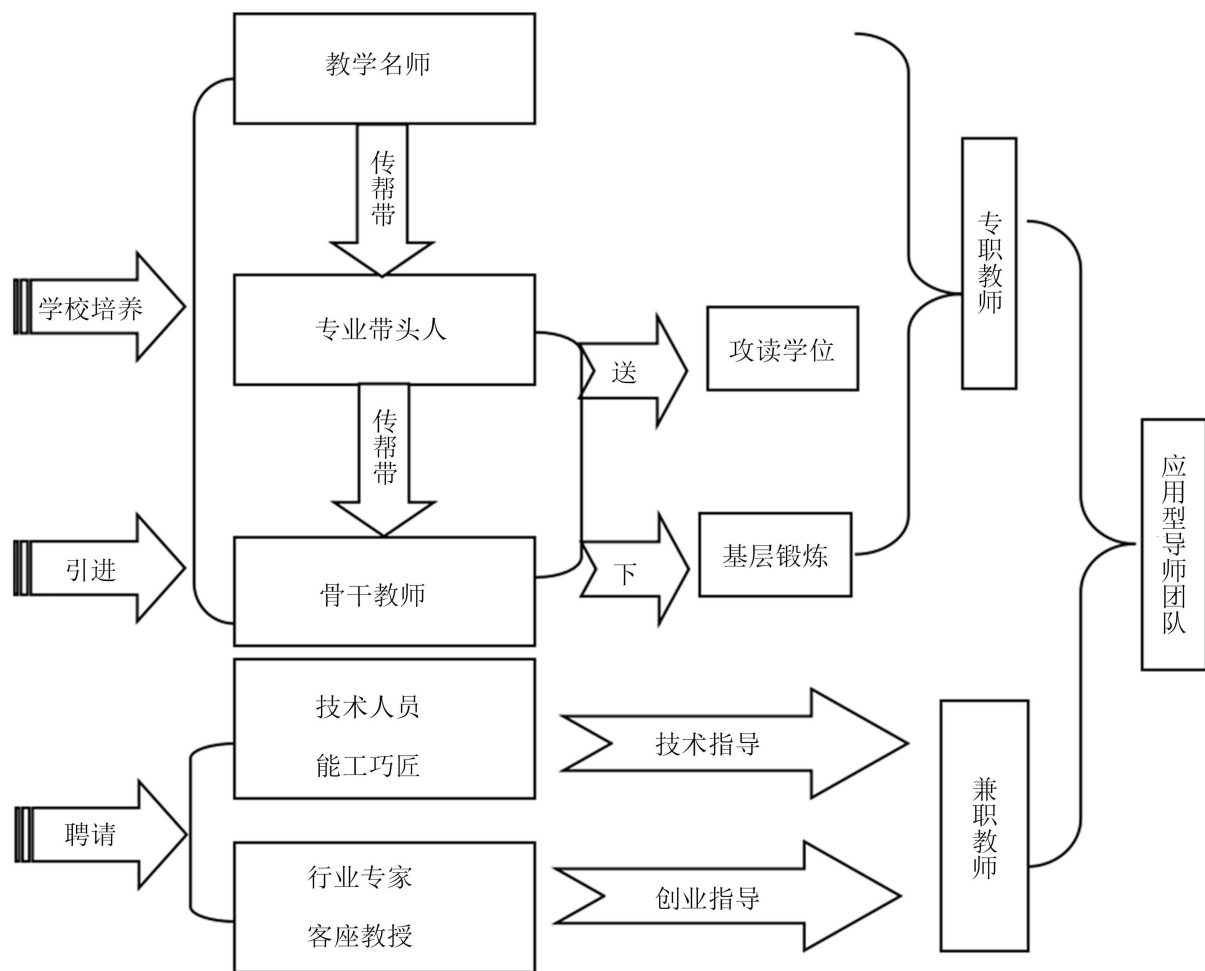 教学名师
传帮带
专职教师
学校培养
专业带头人
送
攻读学位
传帮带
应用型导师团队
引进
骨干教师
下
基层锻炼
技术人员
能工巧匠
技术指导
兼职教师
聘请
行业专家
客座教授
创业指导